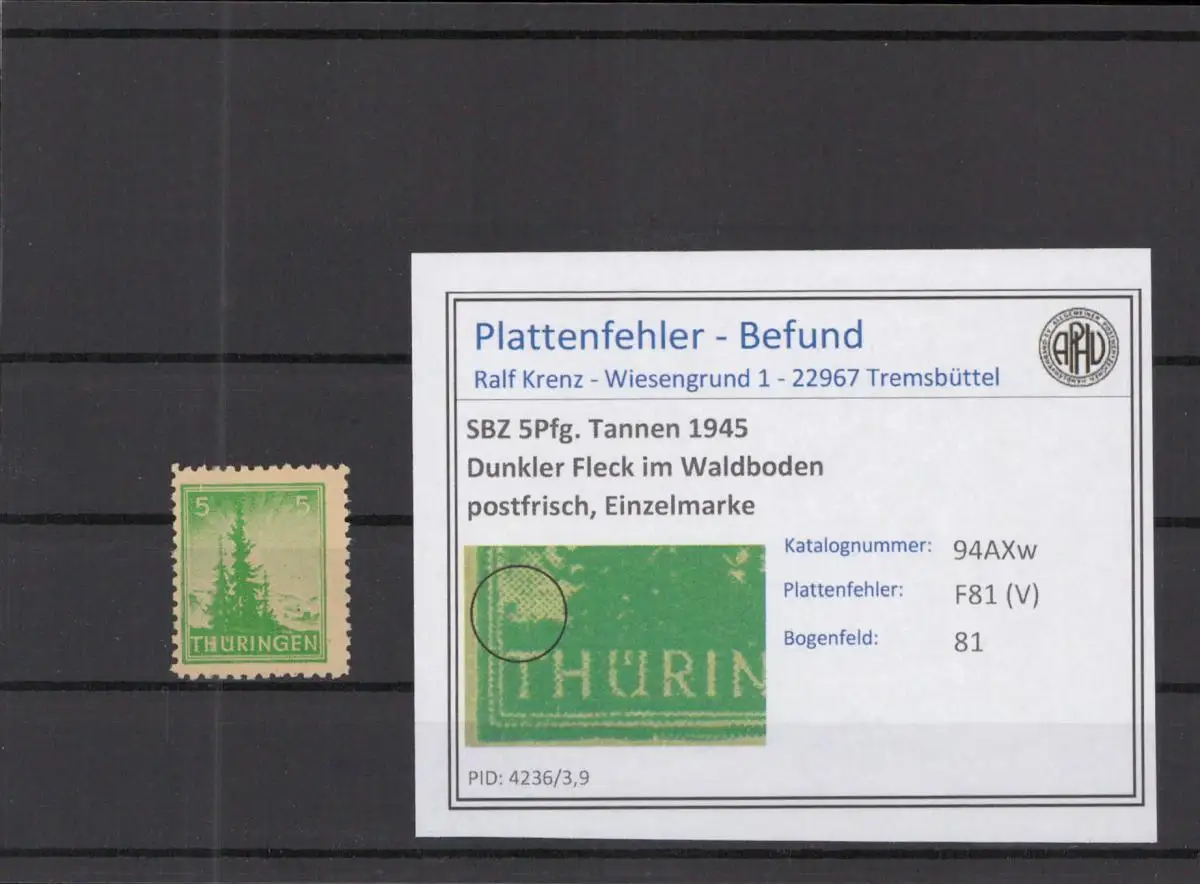 5 5
THÜRINGEN
Plattenfehler - Befund
Ralf Krenz - Wiesengrund 1 - 22967 Tremsbüttel
APHV
SBZ 5Pfg. Tannen 1945
Dunkler Fleck im Waldboden
postfrisch, Einzelmarke
THÜRIN
Katalognummer: 94AXw
Plattenfehler: F81 (V)
Bogenfeld: 81
PID: 4236/3,9